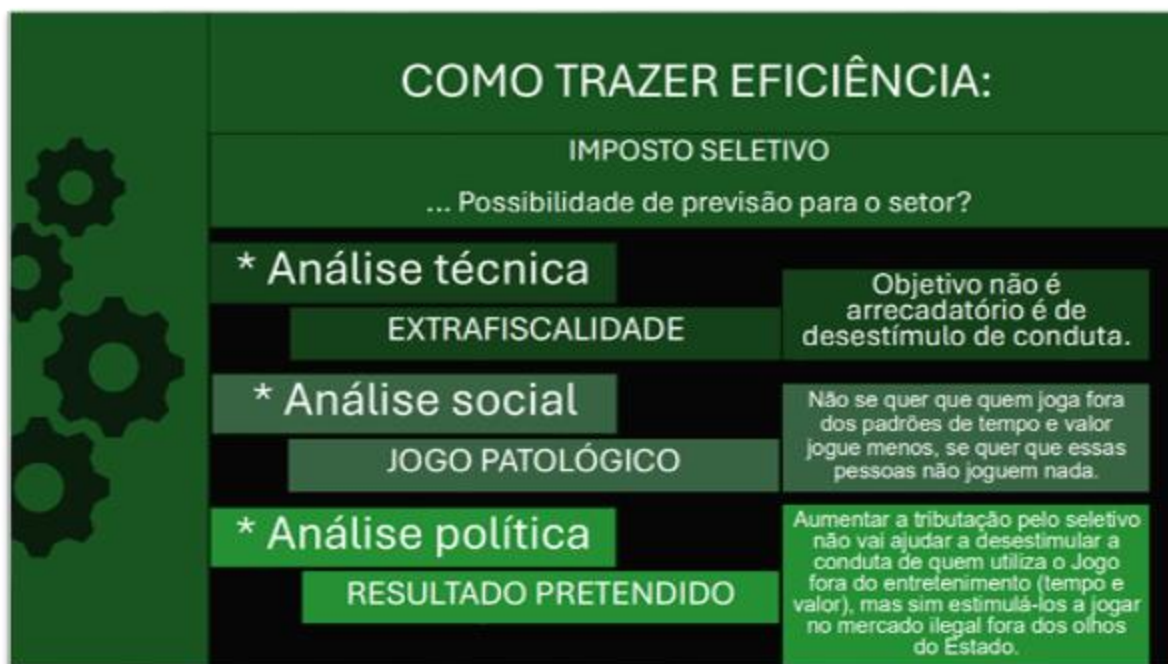 COMO TRAZER EFICIÊNCIA:
IMPOSTO SELETIVO
... Possibilidade de previsão para o setor?
* Análise técnica
EXTRAFISCALIDADE
Objetivo não é
arrecadatório é de
desestímulo de conduta.
* Análise social
JOGO PATOLÓGICO
Não se quer que quem joga fora
dos padrões de tempo e valor
jogue menos, se quer que essas
pessoas não joguem nada.
* Análise política
RESULTADO PRETENDIDO
Aumentar a tributação pelo seletivo
não vai ajudar a desestimular a
conduta de quem utiliza o Jogo
fora do entretenimento (tempo e
valor), mas sim estimulá-los a jogar
no mercado ilegal fora dos olhos
do Estado.